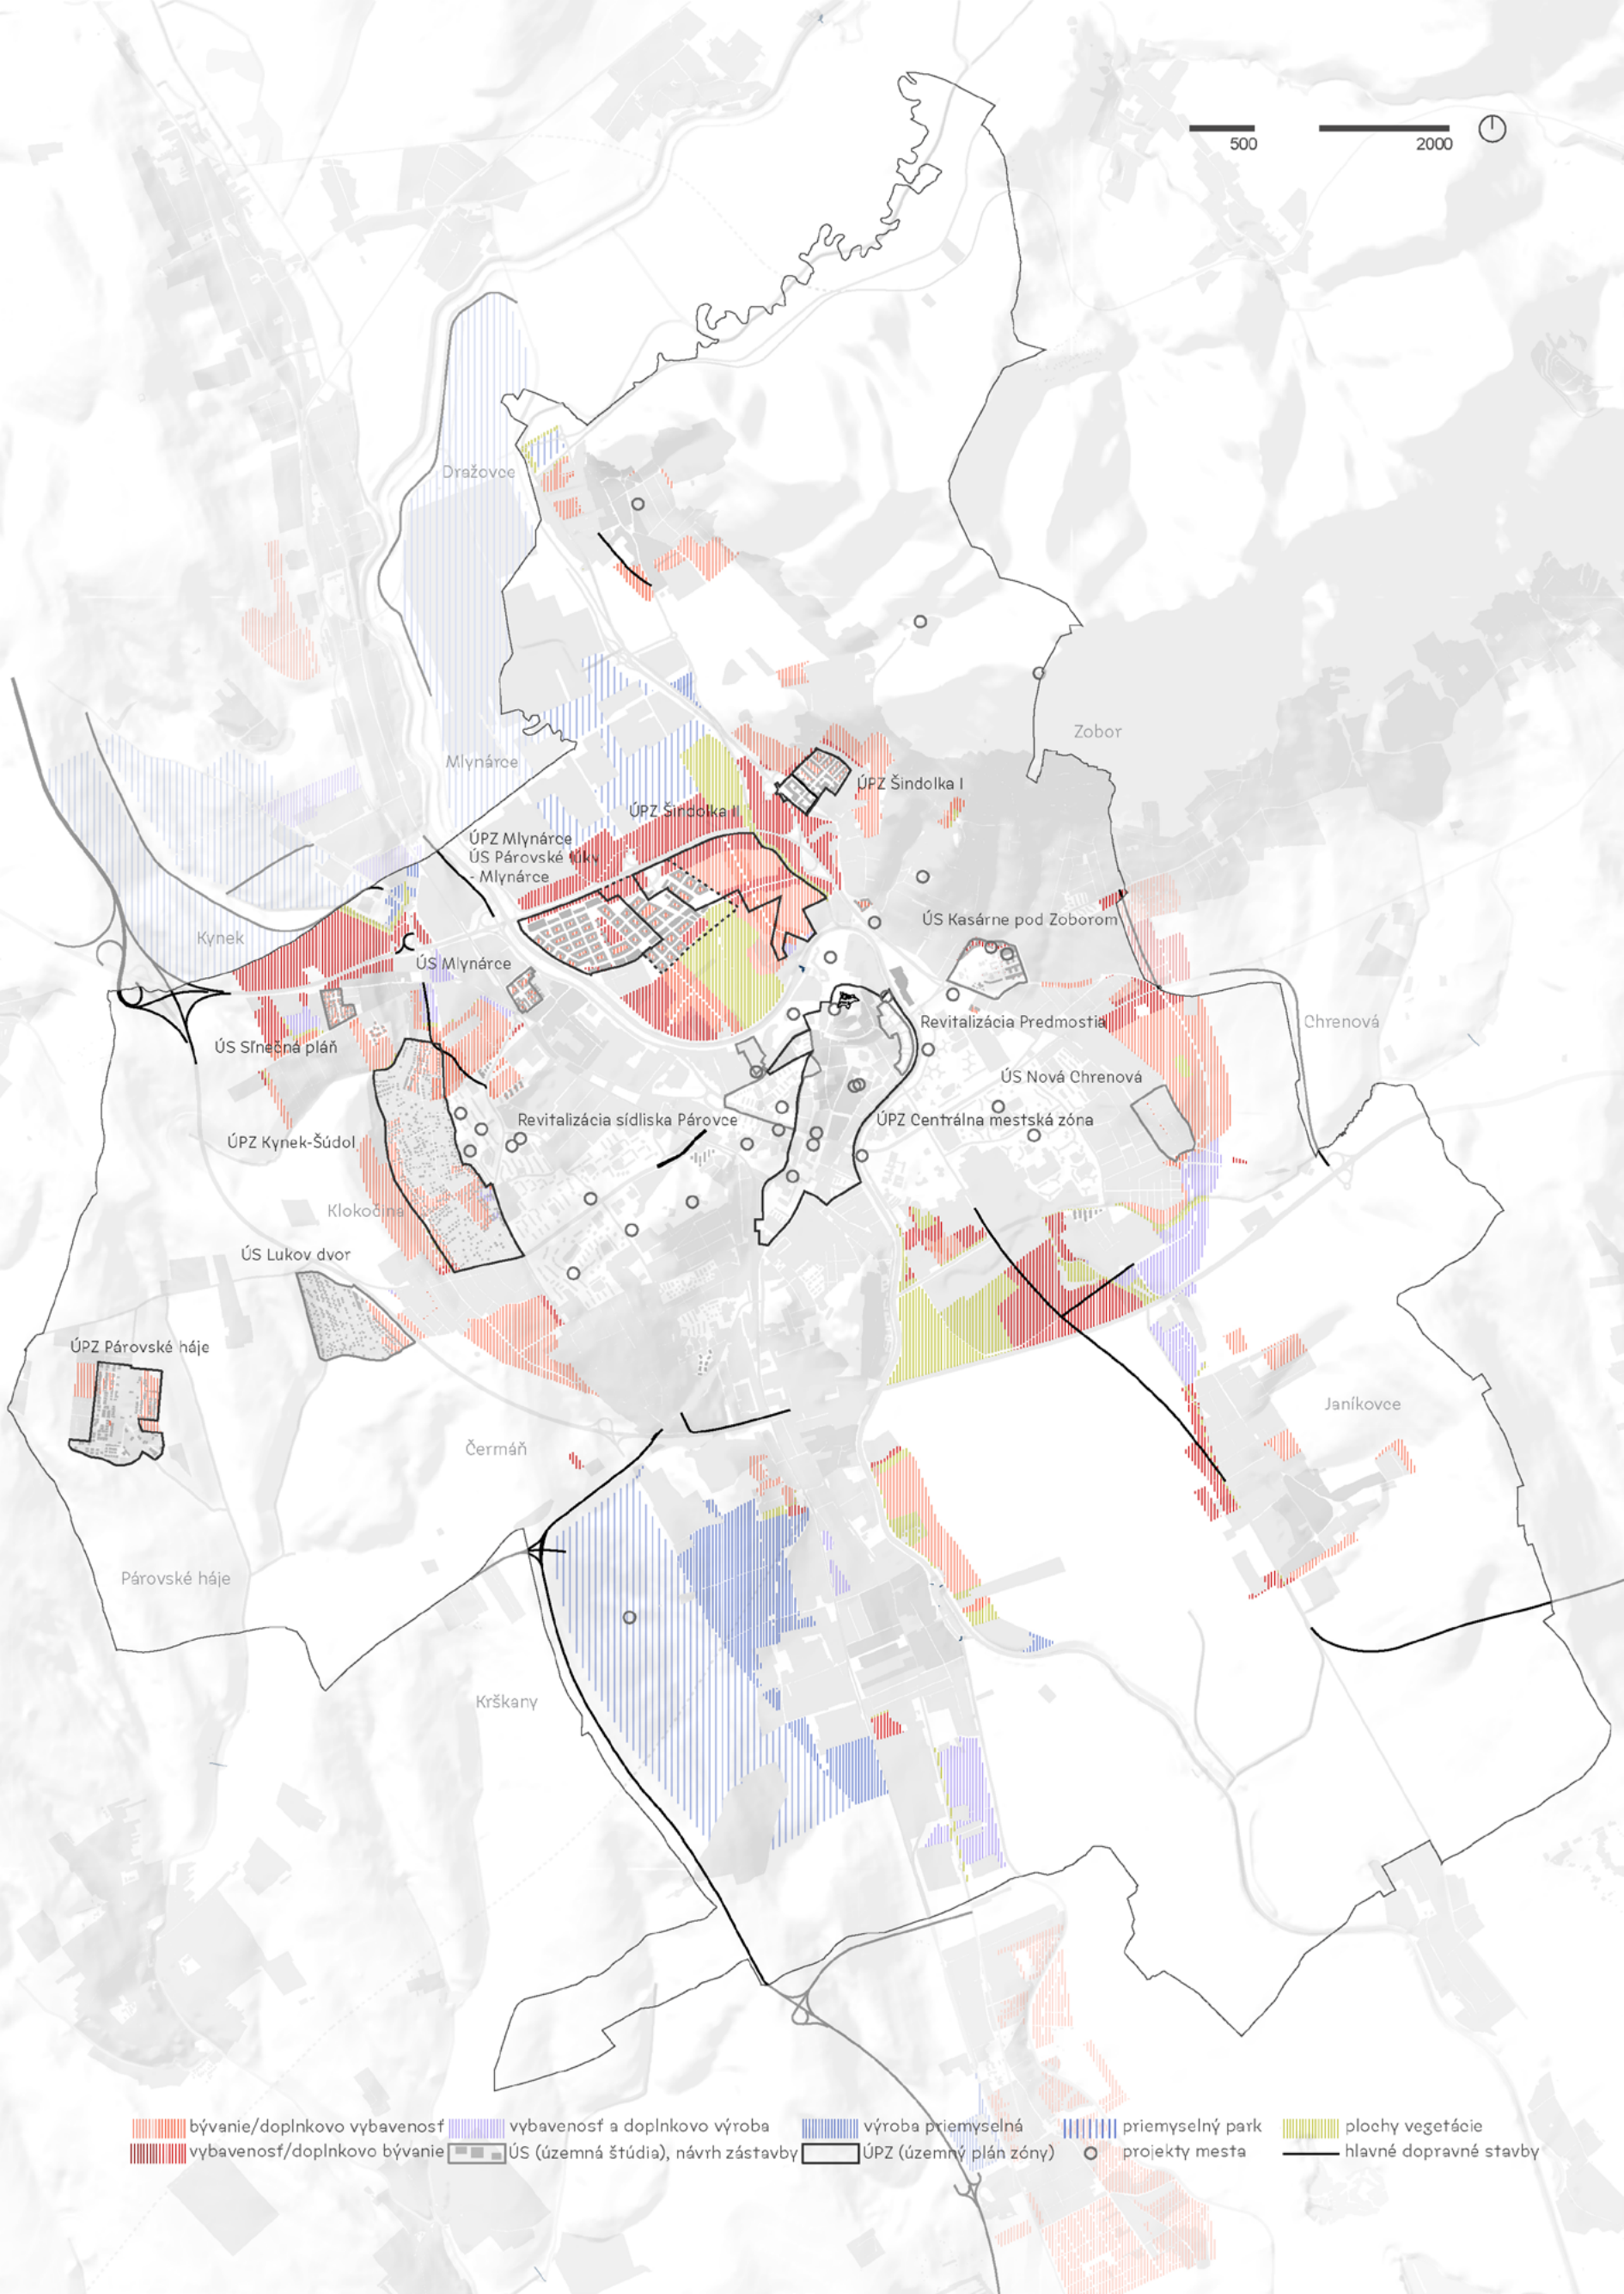 500 2000
Dražovce
Zobor
Mlynárce
ÚPZ Šindolka I
ÚPZ Šindolka II
ÚPZ Mlynárce
ÚS Párovské lúky
- Mlynárce
ÚS Kasárne pod Zoborom
Kynek
ÚS Mlynárce
Revitalizácia Predmostia
Chrenová
ÚS Slnečná pláň
ÚS Nová Chrenová
Revitalizácia sídliska Párovce
ÚPZ Centrálna mestská zóna
ÚPZ Kynek-Šúdol
Klokočina
ÚS Lukov dvor
ÚPZ Párovské háje
Janíkovce
Čermáň
Párovské háje
Krškany
bývanie/doplnkovo vybavenosť vybavenosť a doplnkovo výroba výroba priemyselná priemyselný park plochy vegetácie
vybavenosť/doplnkovo bývanie ÚS (územná štúdia), návrh zástavby ÚPZ (územný plán zóny) projekty mesta hlavné dopravné stavby